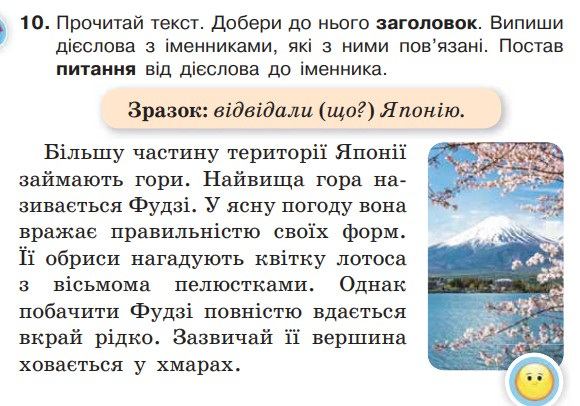 10. Прочитай текст. Добери до нього заголовок. Випиши
дієслова з іменниками, які з ними пов'язані. Постав
питання від дієслова до іменника.
Зразок: відвідали (що?) Японію.
Більшу частину території Японії
займають гори. Найвища гора на-
зивається Фудзі. У ясну погоду вона
вражає правильністю своїх форм.
Її обриси нагадують квітку лотоса
з вісьмома пелюстками. Однак
побачити Фудзі повністю вдається
вкрай рідко. Зазвичай її вершина
ховається у хмарах.